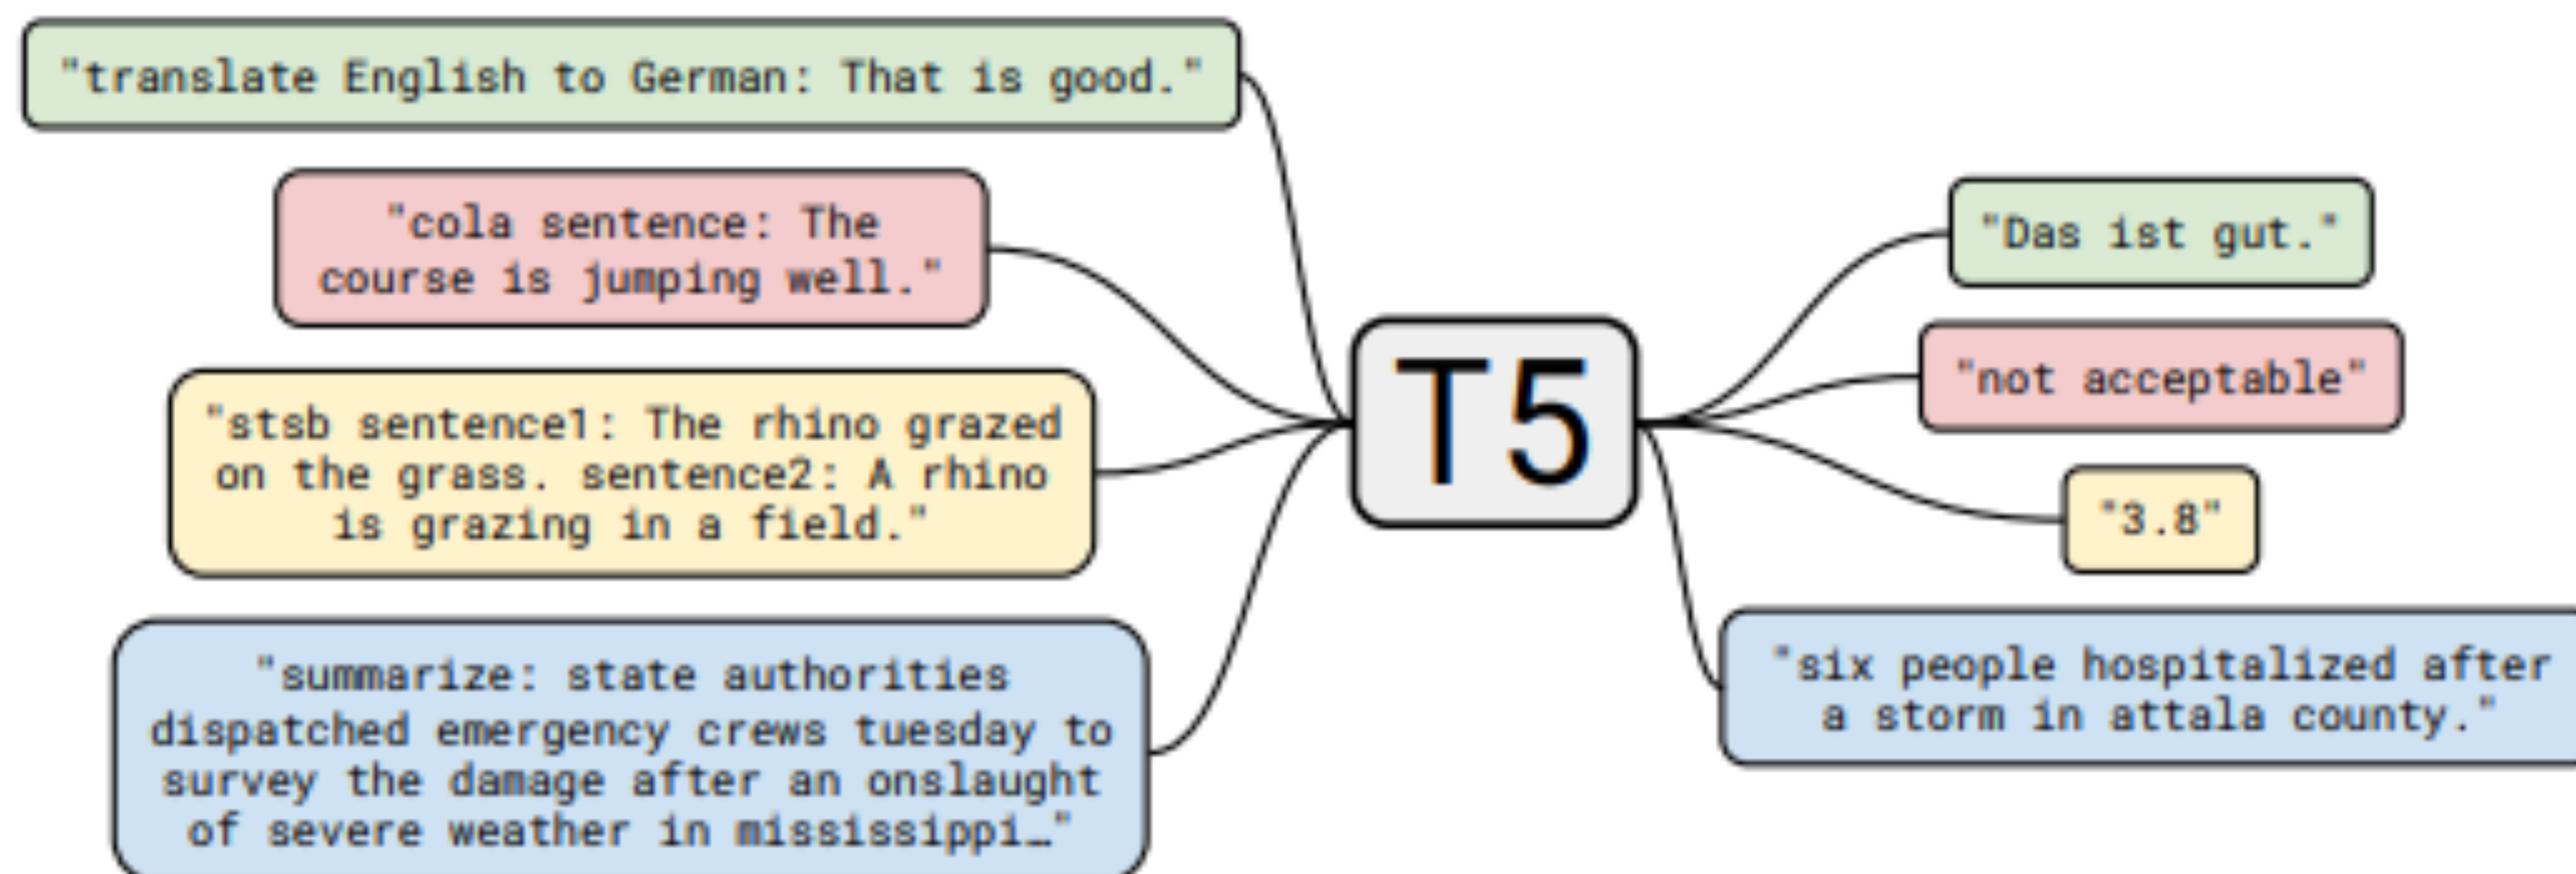 "translate English to German: That is good."
"cola sentence: The
course is jumping well."
"stsb sentence1: The rhino grazed
on the grass. sentence2: A rhino
is grazing in a field."
"summarize: state authorities
dispatched emergency crews tuesday to
survey the damage after an onslaught
of severe weather in mississippi…"
T5
"Das ist gut."
"not acceptable"
"3.8"
"six people hospitalized after
a storm in attala county."